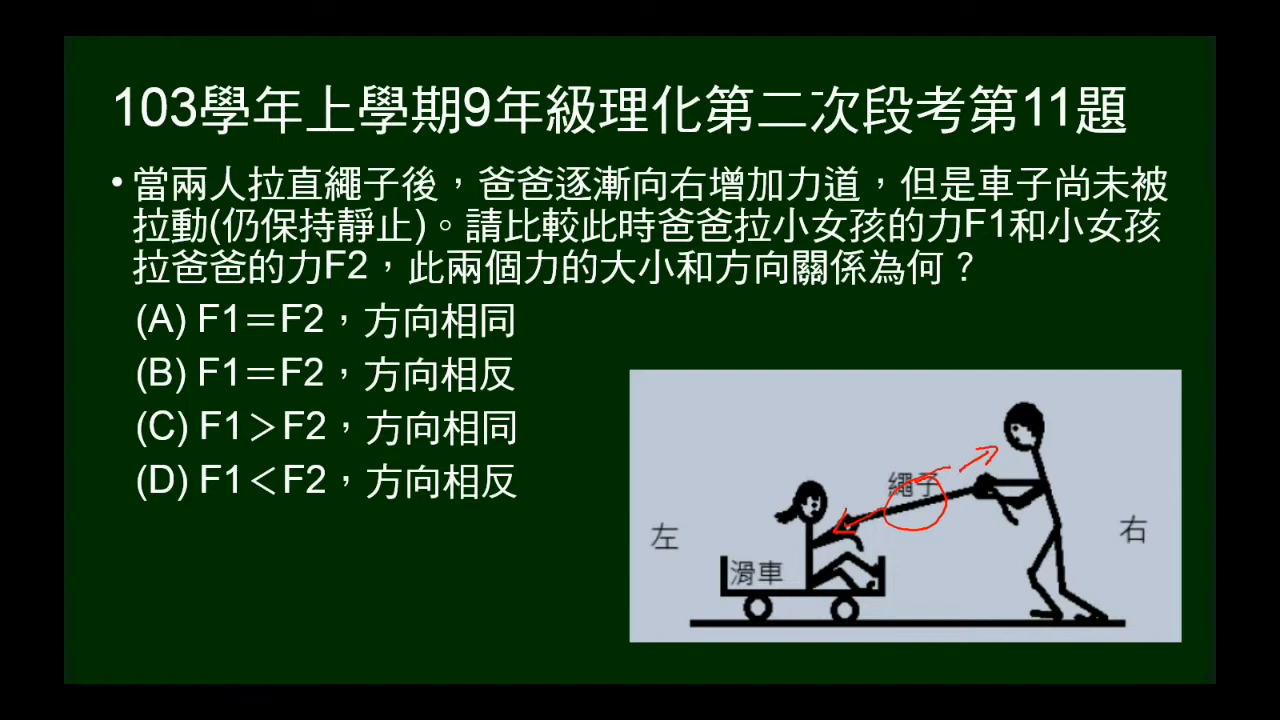 103學年上學期9年級理化第二次段考第11題
•當兩人拉直繩子後，爸爸逐漸向右增加力道，但是車子尚未被
拉動(仍保持靜止)。請比較此時爸爸拉小女孩的力F1和小女孩
拉爸爸的力F2，此兩個力的大小和方向關係為何？
(A) F1＝F2，方向相同
(B) F1＝F2，方向相反
(C) F1＞F2，方向相同
(D) F1＜F2，方向相反
繩子
左
右
滑車